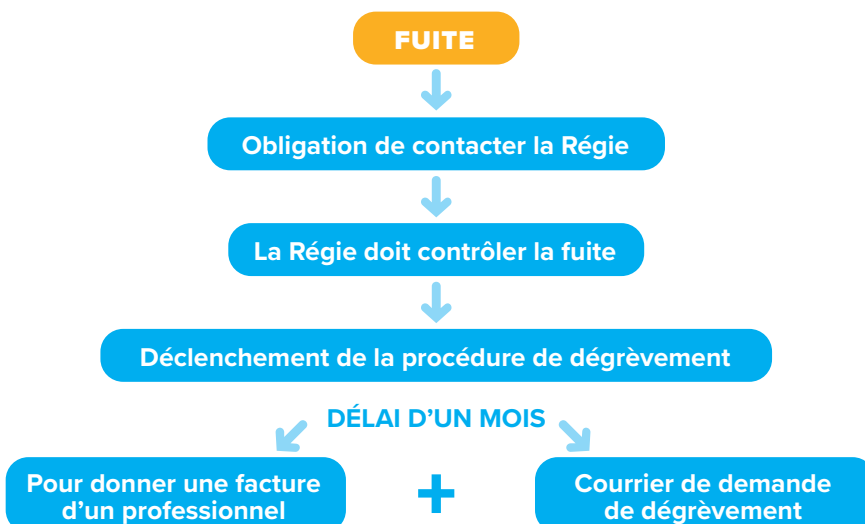 FUITE
Obligation de contacter la Régie
La Régie doit contrôler la fuite
Déclenchement de la procédure de dégrèvement
DÉLAI D’UN MOIS
Pour donner une facture
d’un professionnel
+
Courrier de demande
de dégrèvement